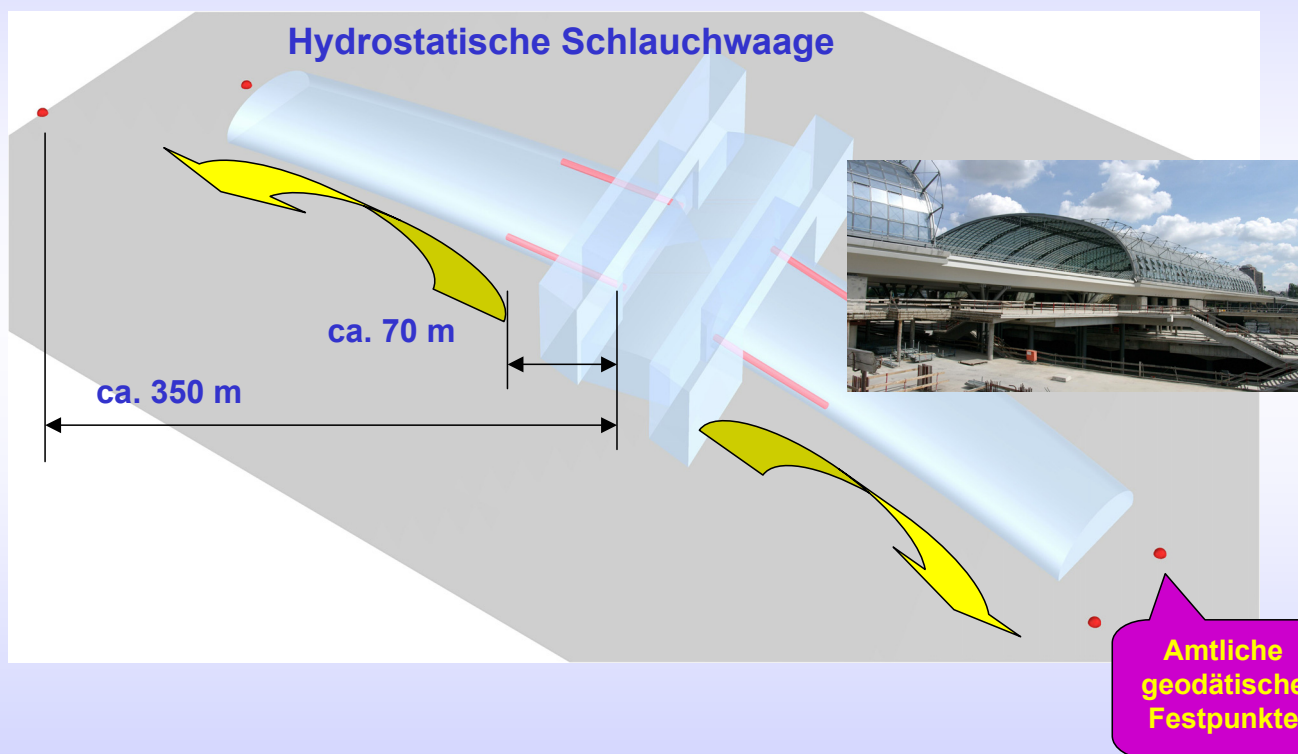 Hydrostatische Schlauchwaage
ca. 70 m
ca. 350 m
Amtliche
geodätische
Festpunkte